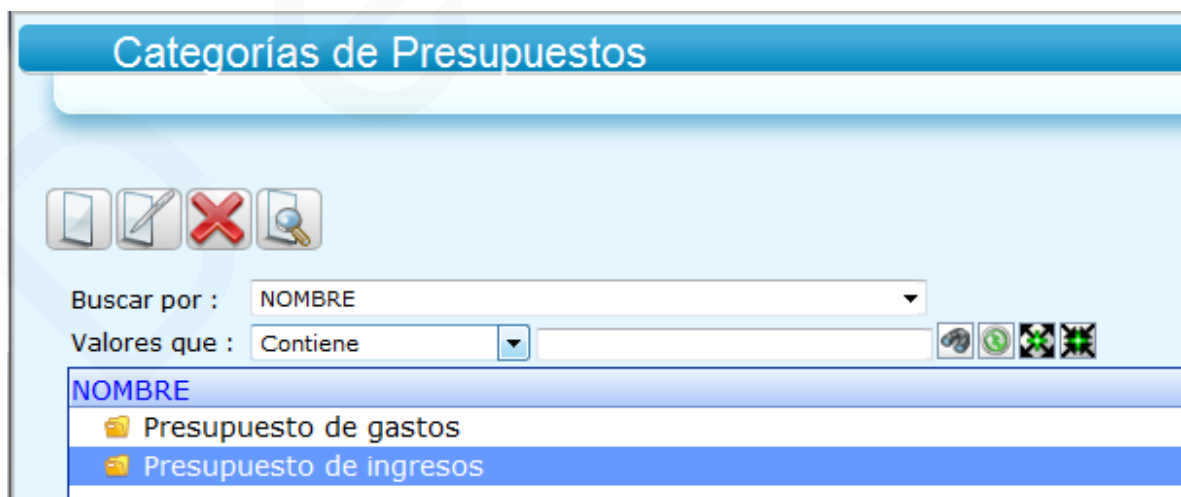 Categorías de Presupuestos
Buscar por : NOMBRE
Valores que : Contiene
NOMBRE
Presupuesto de gastos
Presupuesto de ingresos